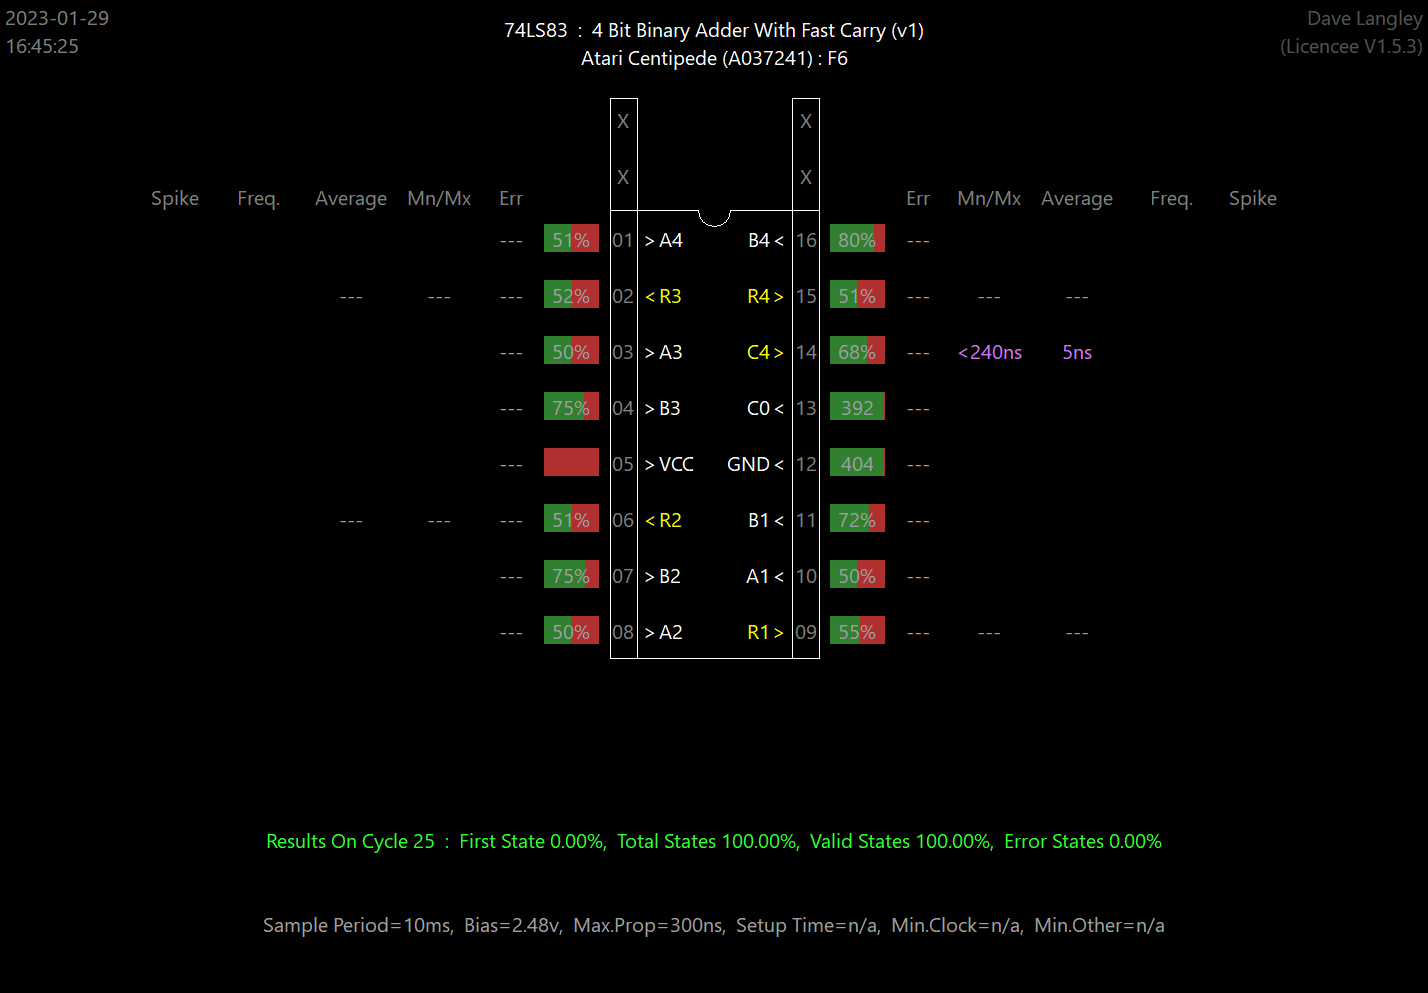 2023-01-29 74LS83 : 4 Bit Binary Adder With Fast Carry (v1) Dave Langley
16:45:25 Atari Centipede (A037241) : F6 (Licencee V1.5.3)
X X
X X
Spike Freq. Average Mn/Mx Err Err Mn/Mx Average Freq. Spike
--- 51% 01 > A4 B4 < 16 80% ---
--- --- --- 52% 02 < R3 R4 > 15 51% --- --- ---
--- 50% 03 > A3 C4 > 14 68% --- <240ns 5ns
--- 75% 04 > B3 C0 < 13 392 ---
--- 05 > VCC GND < 12 404 ---
--- --- --- 51% 06 < R2 B1 < 11 72% ---
--- 75% 07 > B2 A1 < 10 50% ---
--- 50% 08 > A2 R1 > 09 55% --- --- ---
Results On Cycle 25 : First State 0.00%, Total States 100.00%, Valid States 100.00%, Error States 0.00%
Sample Period=10ms, Bias=2.48v, Max.Prop=300ns, Setup Time=n/a, Min.Clock=n/a, Min.Other=n/a